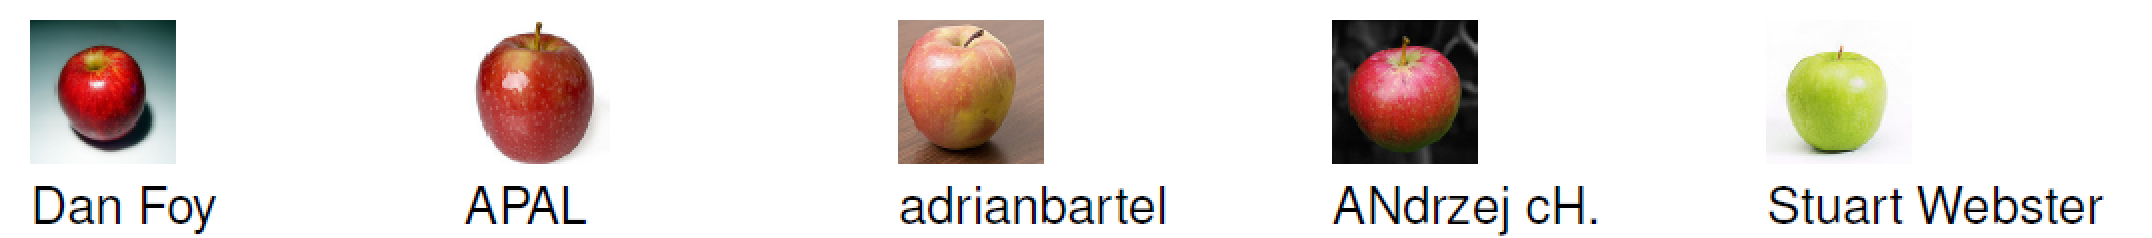 Dan Foy
APAL
adrianbartel
ANdrzej cH.
Stuart Webster